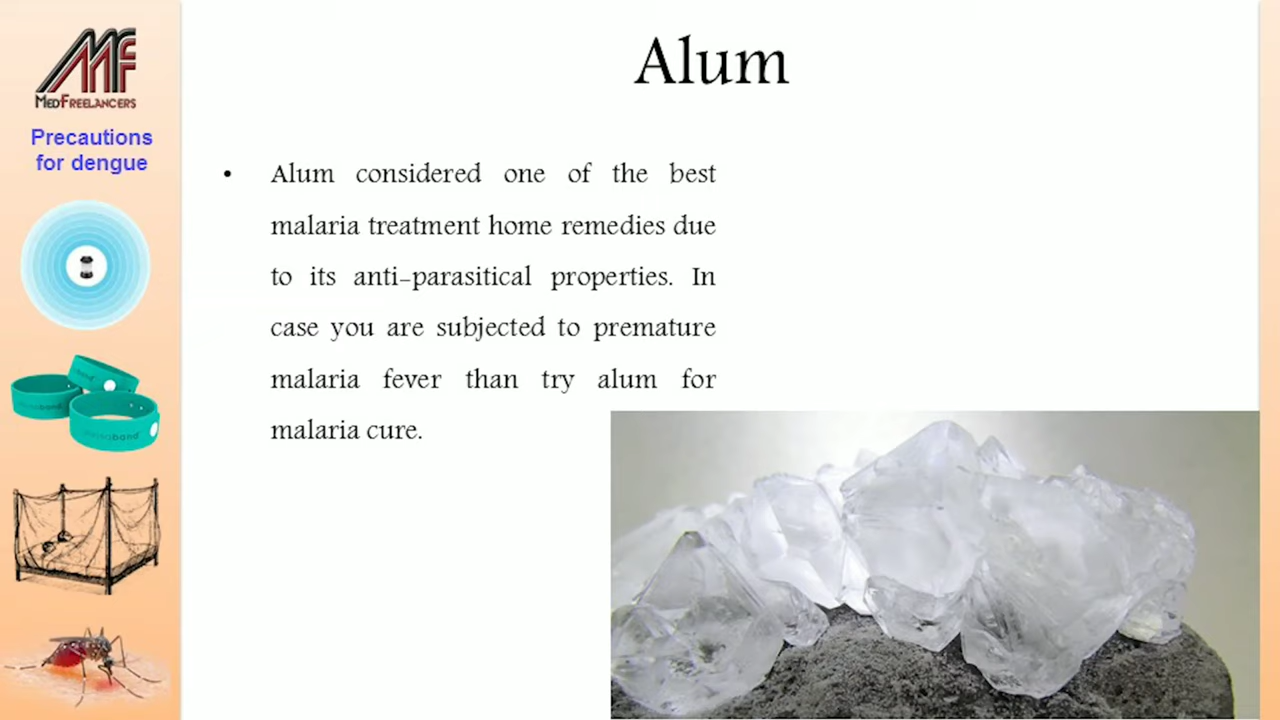 MEDFREELANCERS
Precautions
for dengue
Alum
• Alum considered one of the best
malaria treatment home remedies due
to its anti-parasitical properties. In
case you are subjected to premature
malaria fever than try alum for
malaria cure.